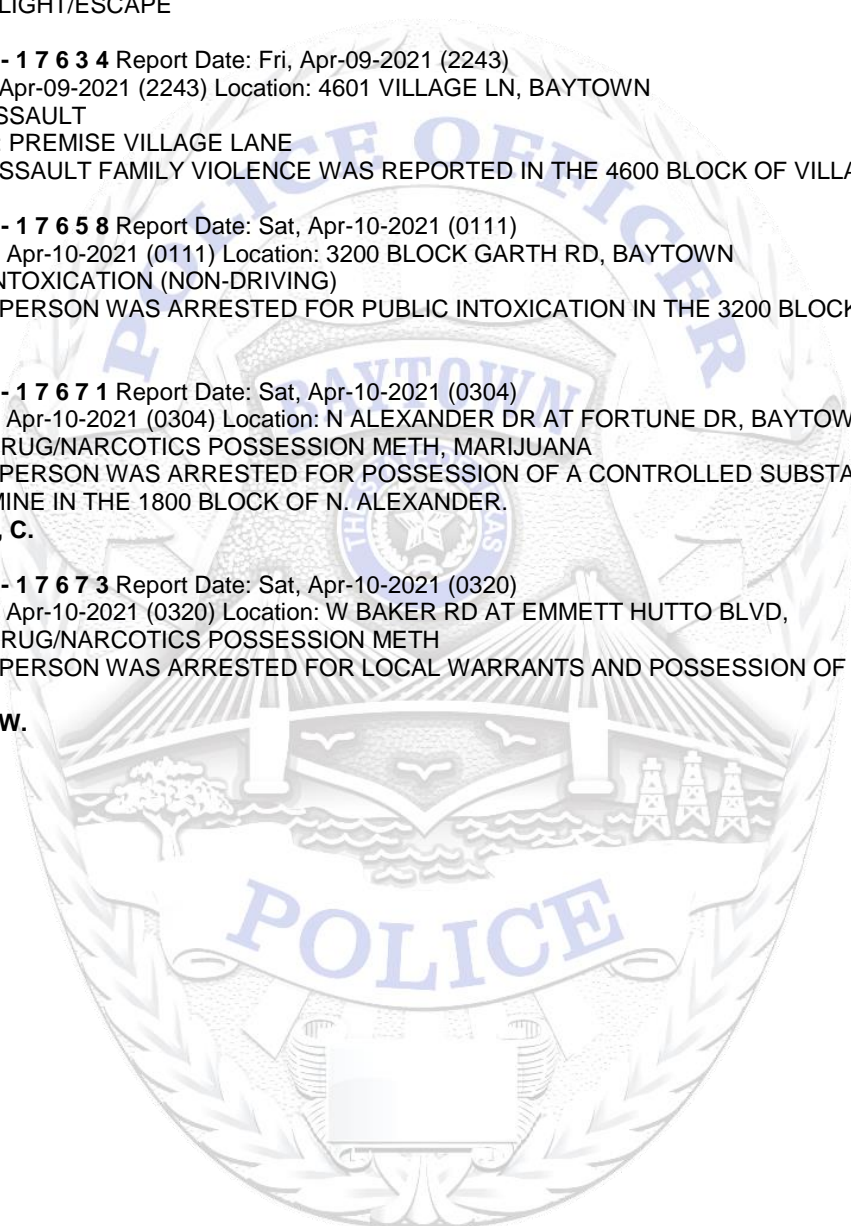 LIGHT/ESCAPE
- 1 7 6 3 4 Report Date: Fri, Apr-09-2021 (2243)
Apr-09-2021 (2243) Location: 4601 VILLAGE LN, BAYTOWN
SSAULT
: PREMISE VILLAGE LANE
SSAULT FAMILY VIOLENCE WAS REPORTED IN THE 4600 BLOCK OF VILLA
- 1 7 6 5 8 Report Date: Sat, Apr-10-2021 (0111)
Apr-10-2021 (0111) Location: 3200 BLOCK GARTH RD, BAYTOWN
NTOXICATION (NON-DRIVING)
PERSON WAS ARRESTED FOR PUBLIC INTOXICATION IN THE 3200 BLOCK
- 1 7 6 7 1 Report Date: Sat, Apr-10-2021 (0304)
Apr-10-2021 (0304) Location: N ALEXANDER DR AT FORTUNE DR, BAYTOW
RUG/NARCOTICS POSSESSION METH, MARIJUANA
PERSON WAS ARRESTED FOR POSSESSION OF A CONTROLLED SUBSTA
MINE IN THE 1800 BLOCK OF N. ALEXANDER.
, C.
- 1 7 6 7 3 Report Date: Sat, Apr-10-2021 (0320)
Apr-10-2021 (0320) Location: W BAKER RD AT EMMETT HUTTO BLVD,
RUG/NARCOTICS POSSESSION METH
PERSON WAS ARRESTED FOR LOCAL WARRANTS AND POSSESSION OF
W.
POLICE OFFICER
BAYTOWN
POLICE